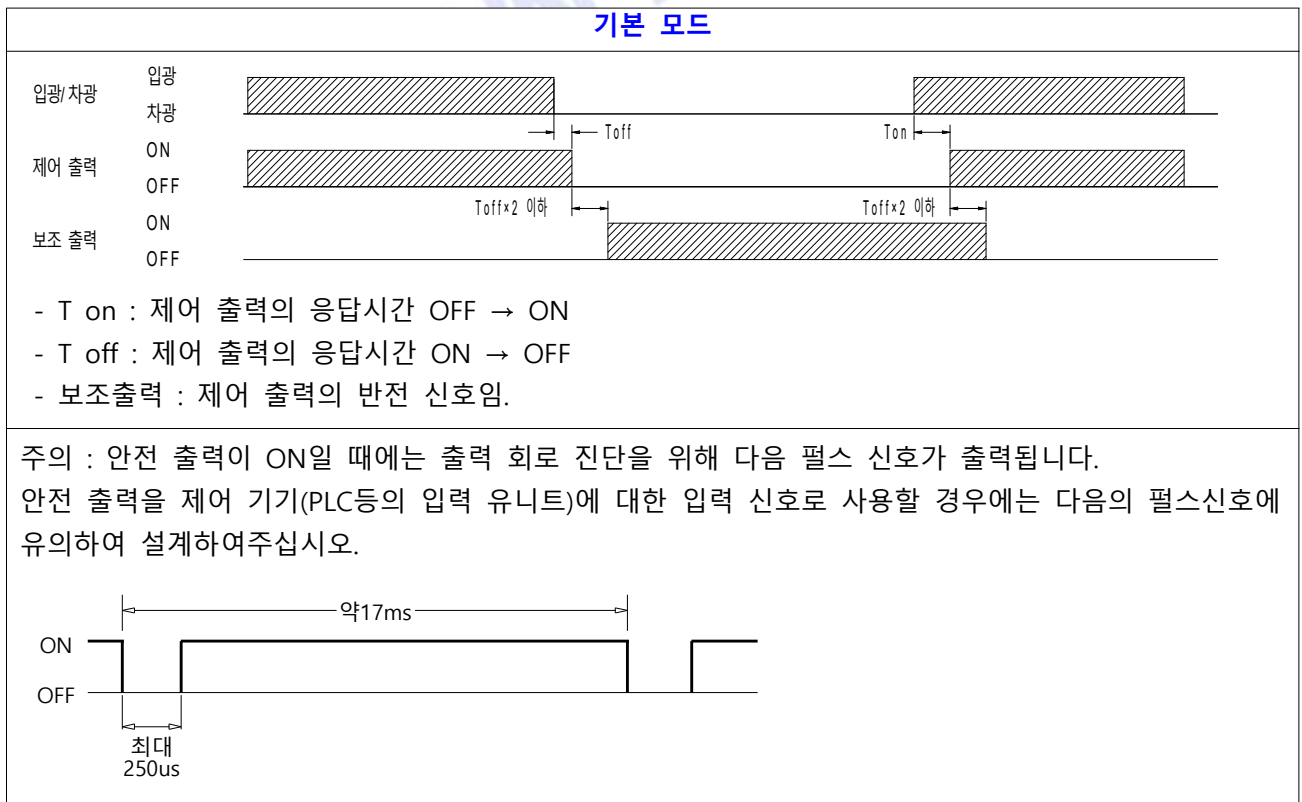 기본 모드
입광/차광
입광
차광
Toff
Ton
제어 출력
ON
OFF
Toff×2 이하
Toff×2 이하
보조 출력
ON
OFF
- T on : 제어 출력의 응답시간 OFF → ON
- T off : 제어 출력의 응답시간 ON → OFF
- 보조출력 : 제어 출력의 반전 신호임.
주의 : 안전 출력이 ON일 때에는 출력 회로 진단을 위해 다음 펄스 신호가 출력됩니다.
안전 출력을 제어 기기(PLC등의 입력 유니트)에 대한 입력 신호로 사용할 경우에는 다음의 펄스신호에
유의하여 설계하여주십시오.
약17ms
ON
OFF
최대
250us